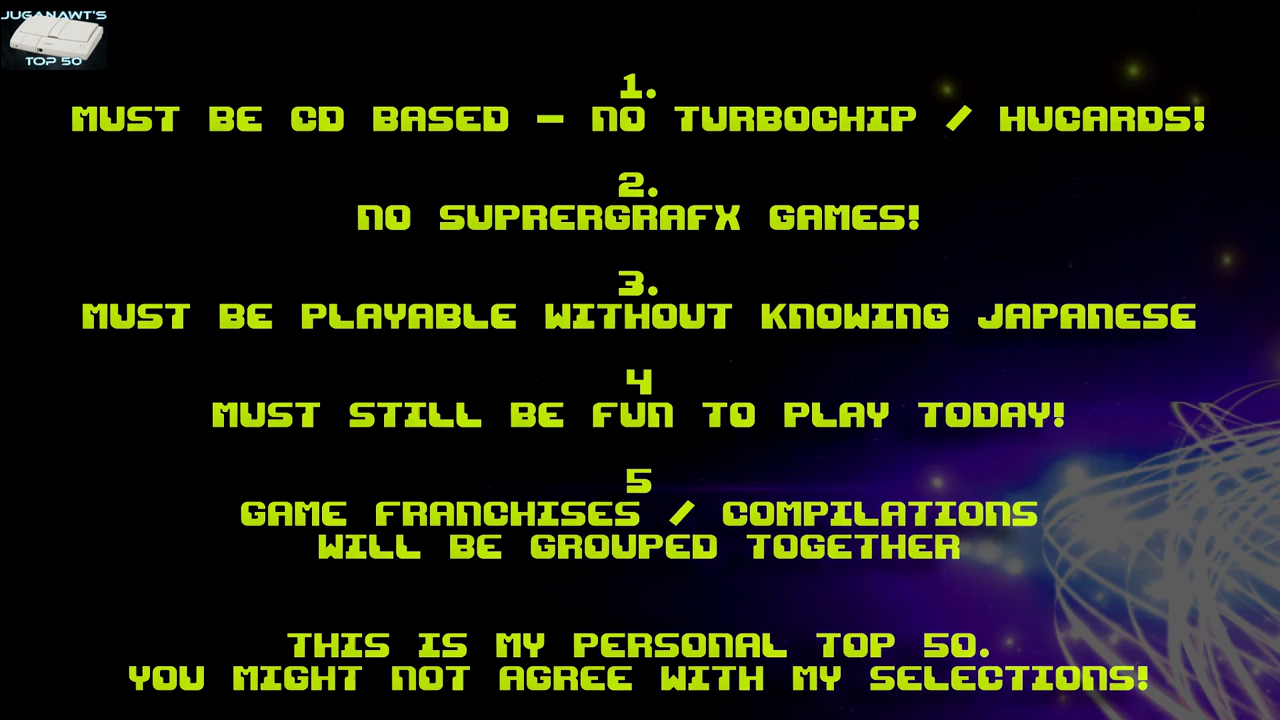 JUGANAWT'S
TOP 50
1.
MUST BE CD BASED - NO TURBOCHIP / HUCARDS!
2.
NO SUPRERGRAFX GAMES!
3.
MUST BE PLAYABLE WITHOUT KNOWING JAPANESE
4
MUST STILL BE FUN TO PLAY TODAY!
5
GAME FRANCHISES / COMPILATIONS
WILL BE GROUPED TOGETHER
THIS IS MY PERSONAL TOP 50.
YOU MIGHT NOT AGREE WITH MY SELECTIONS!